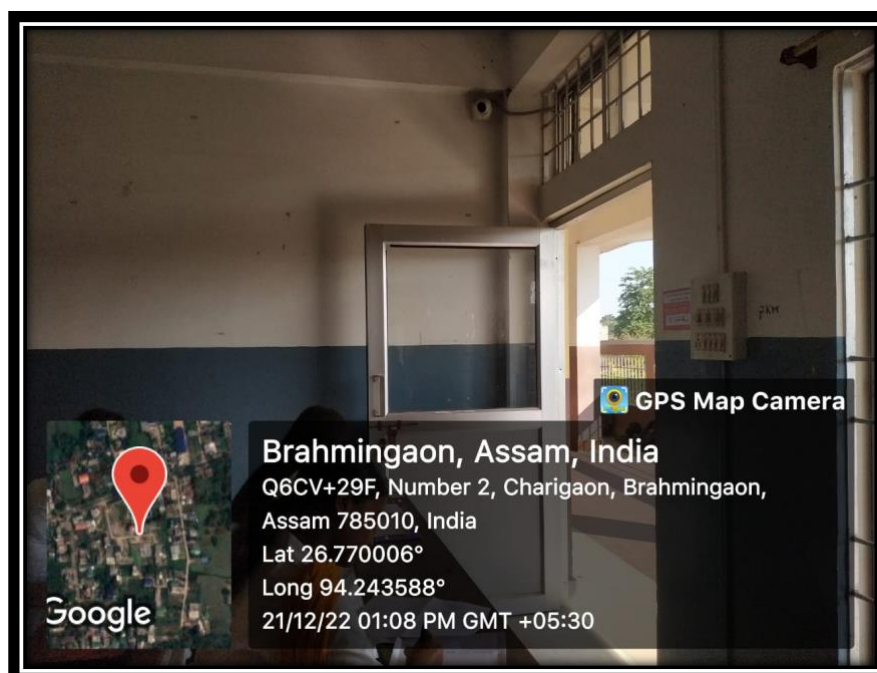 GPS Map Camera
Brahmingaon, Assam, India
Q6CV+29F, Number 2, Charigaon, Brahmingaon,
Assam 785010, India
Lat 26.770006°
Long 94.243588°
21/12/22 01:08 PM GMT +05:30
Google